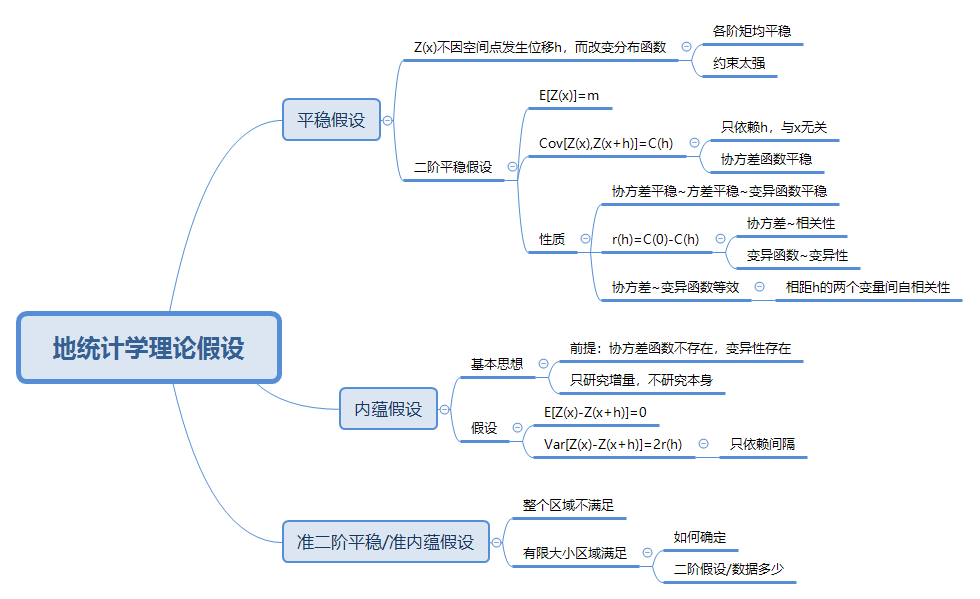 地统计学理论假设
平稳假设
Z(x)不因空间点发生位移h，而改变分布函数
各阶矩均平稳
约束太强
二阶平稳假设
E[Z(x)]=m
Cov[Z(x),Z(x+h)]=C(h)
只依赖h，与x无关
协方差函数平稳
性质
协方差平稳~方差平稳~变异函数平稳
r(h)=C(0)-C(h)
协方差~相关性
变异函数~变异性
协方差~变异函数等效
相距h的两个变量间自相关性
内蕴假设
基本思想
前提：协方差函数不存在，变异性存在
只研究增量，不研究本身
假设
E[Z(x)-Z(x+h)]=0
Var[Z(x)-Z(x+h)]=2r(h)
只依赖间隔
准二阶平稳/准内蕴假设
整个区域不满足
有限大小区域满足
如何确定
二阶假设/数据多少